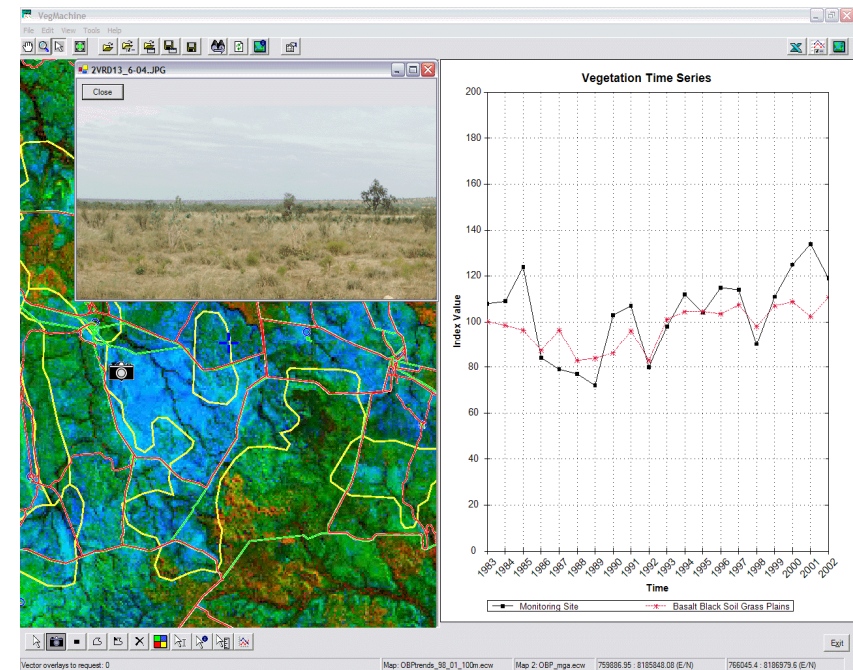 VegMachine
File Edit View Tools Help
2VRD13_6-04..JPG
Close
Vegetation Time Series
200
180
160
140
120
100
80
60
40
20
0
Index Value
1983 1984 1985 1986 1987 1988 1989 1990 1991 1992 1993 1994 1995 1996 1997 1998 1999 2000 2001 2002
Time
Monitoring Site Basalt Black Soil Grass Plains
Exit
Vector overlays to request: 0 Map: OBPtrends_98_01_100m.ecw Map 2: OBP_mga.ecw 759886.95 : 8185848.08 (E/N) 766045.4 : 8186979.6 (E/N)